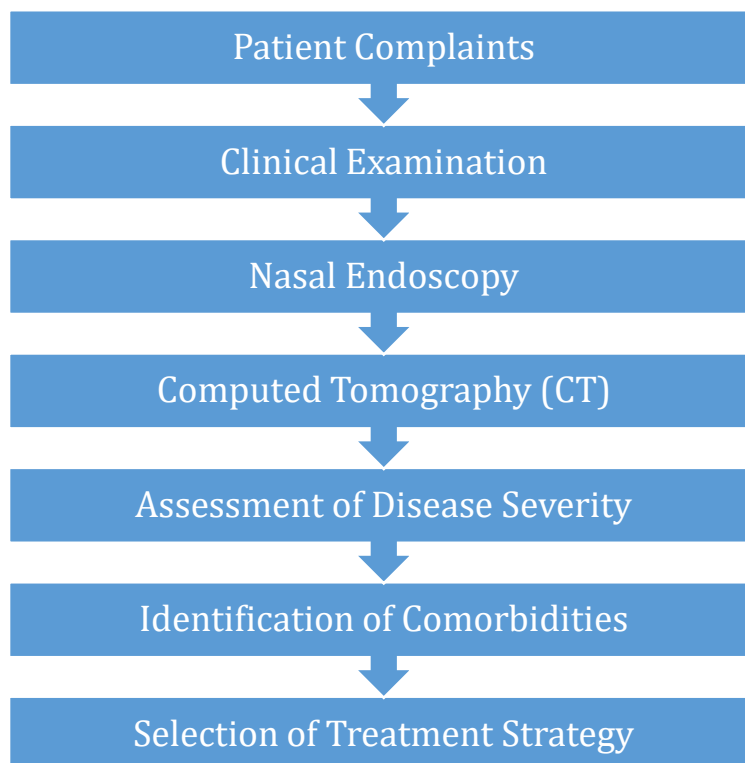 Patient Complaints
Clinical Examination
Nasal Endoscopy
Computed Tomography (CT)
Assessment of Disease Severity
Identification of Comorbidities
Selection of Treatment Strategy